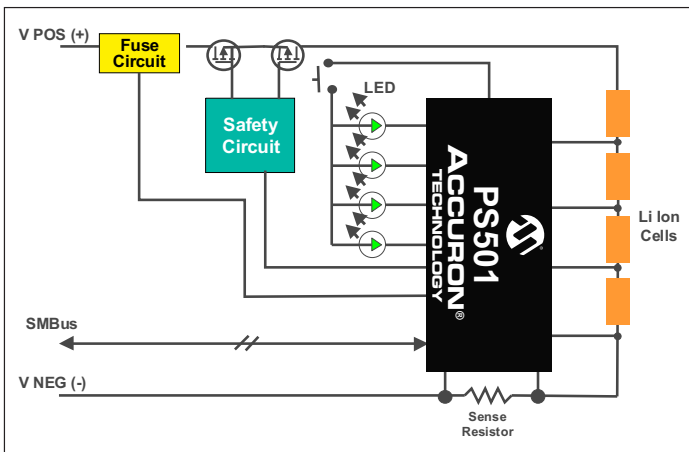 V POS (+)
Fuse
Circuit
LED
Safety
Circuit
PS501
ACCURON®
TECHNOLOGY
Li Ion
Cells
SMBus
V NEG (-)
Sense
Resistor